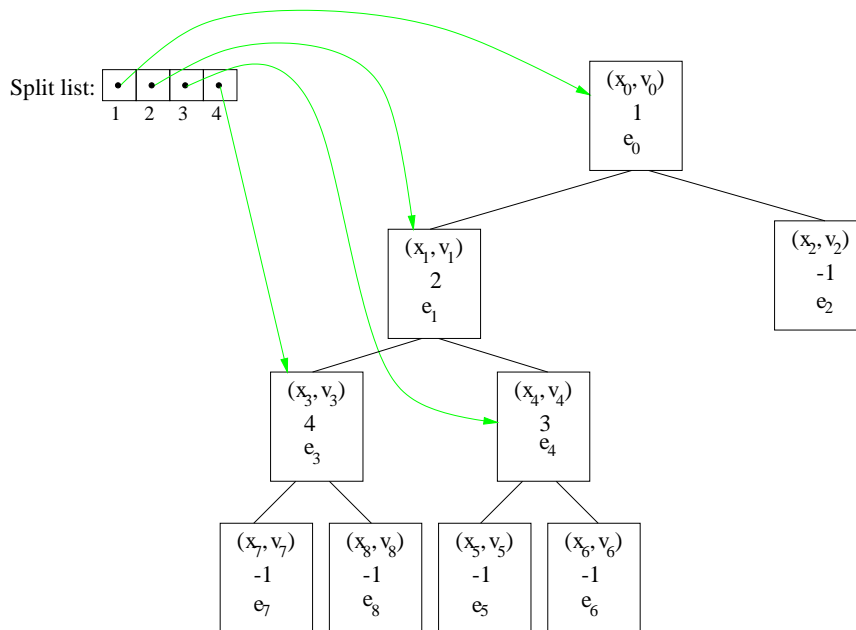 Split list:
1 2 3 4
(x₀, v₀)
1
e₀
(x₁, v₁)
2
e₁
(x₂, v₂)
-1
e₂
(x₃, v₃)
4
e₃
(x₄, v₄)
3
e₄
(x₇, v₇)
-1
e₇
(x₈, v₈)
-1
e₈
(x₅, v₅)
-1
e₅
(x₆, v₆)
-1
e₆